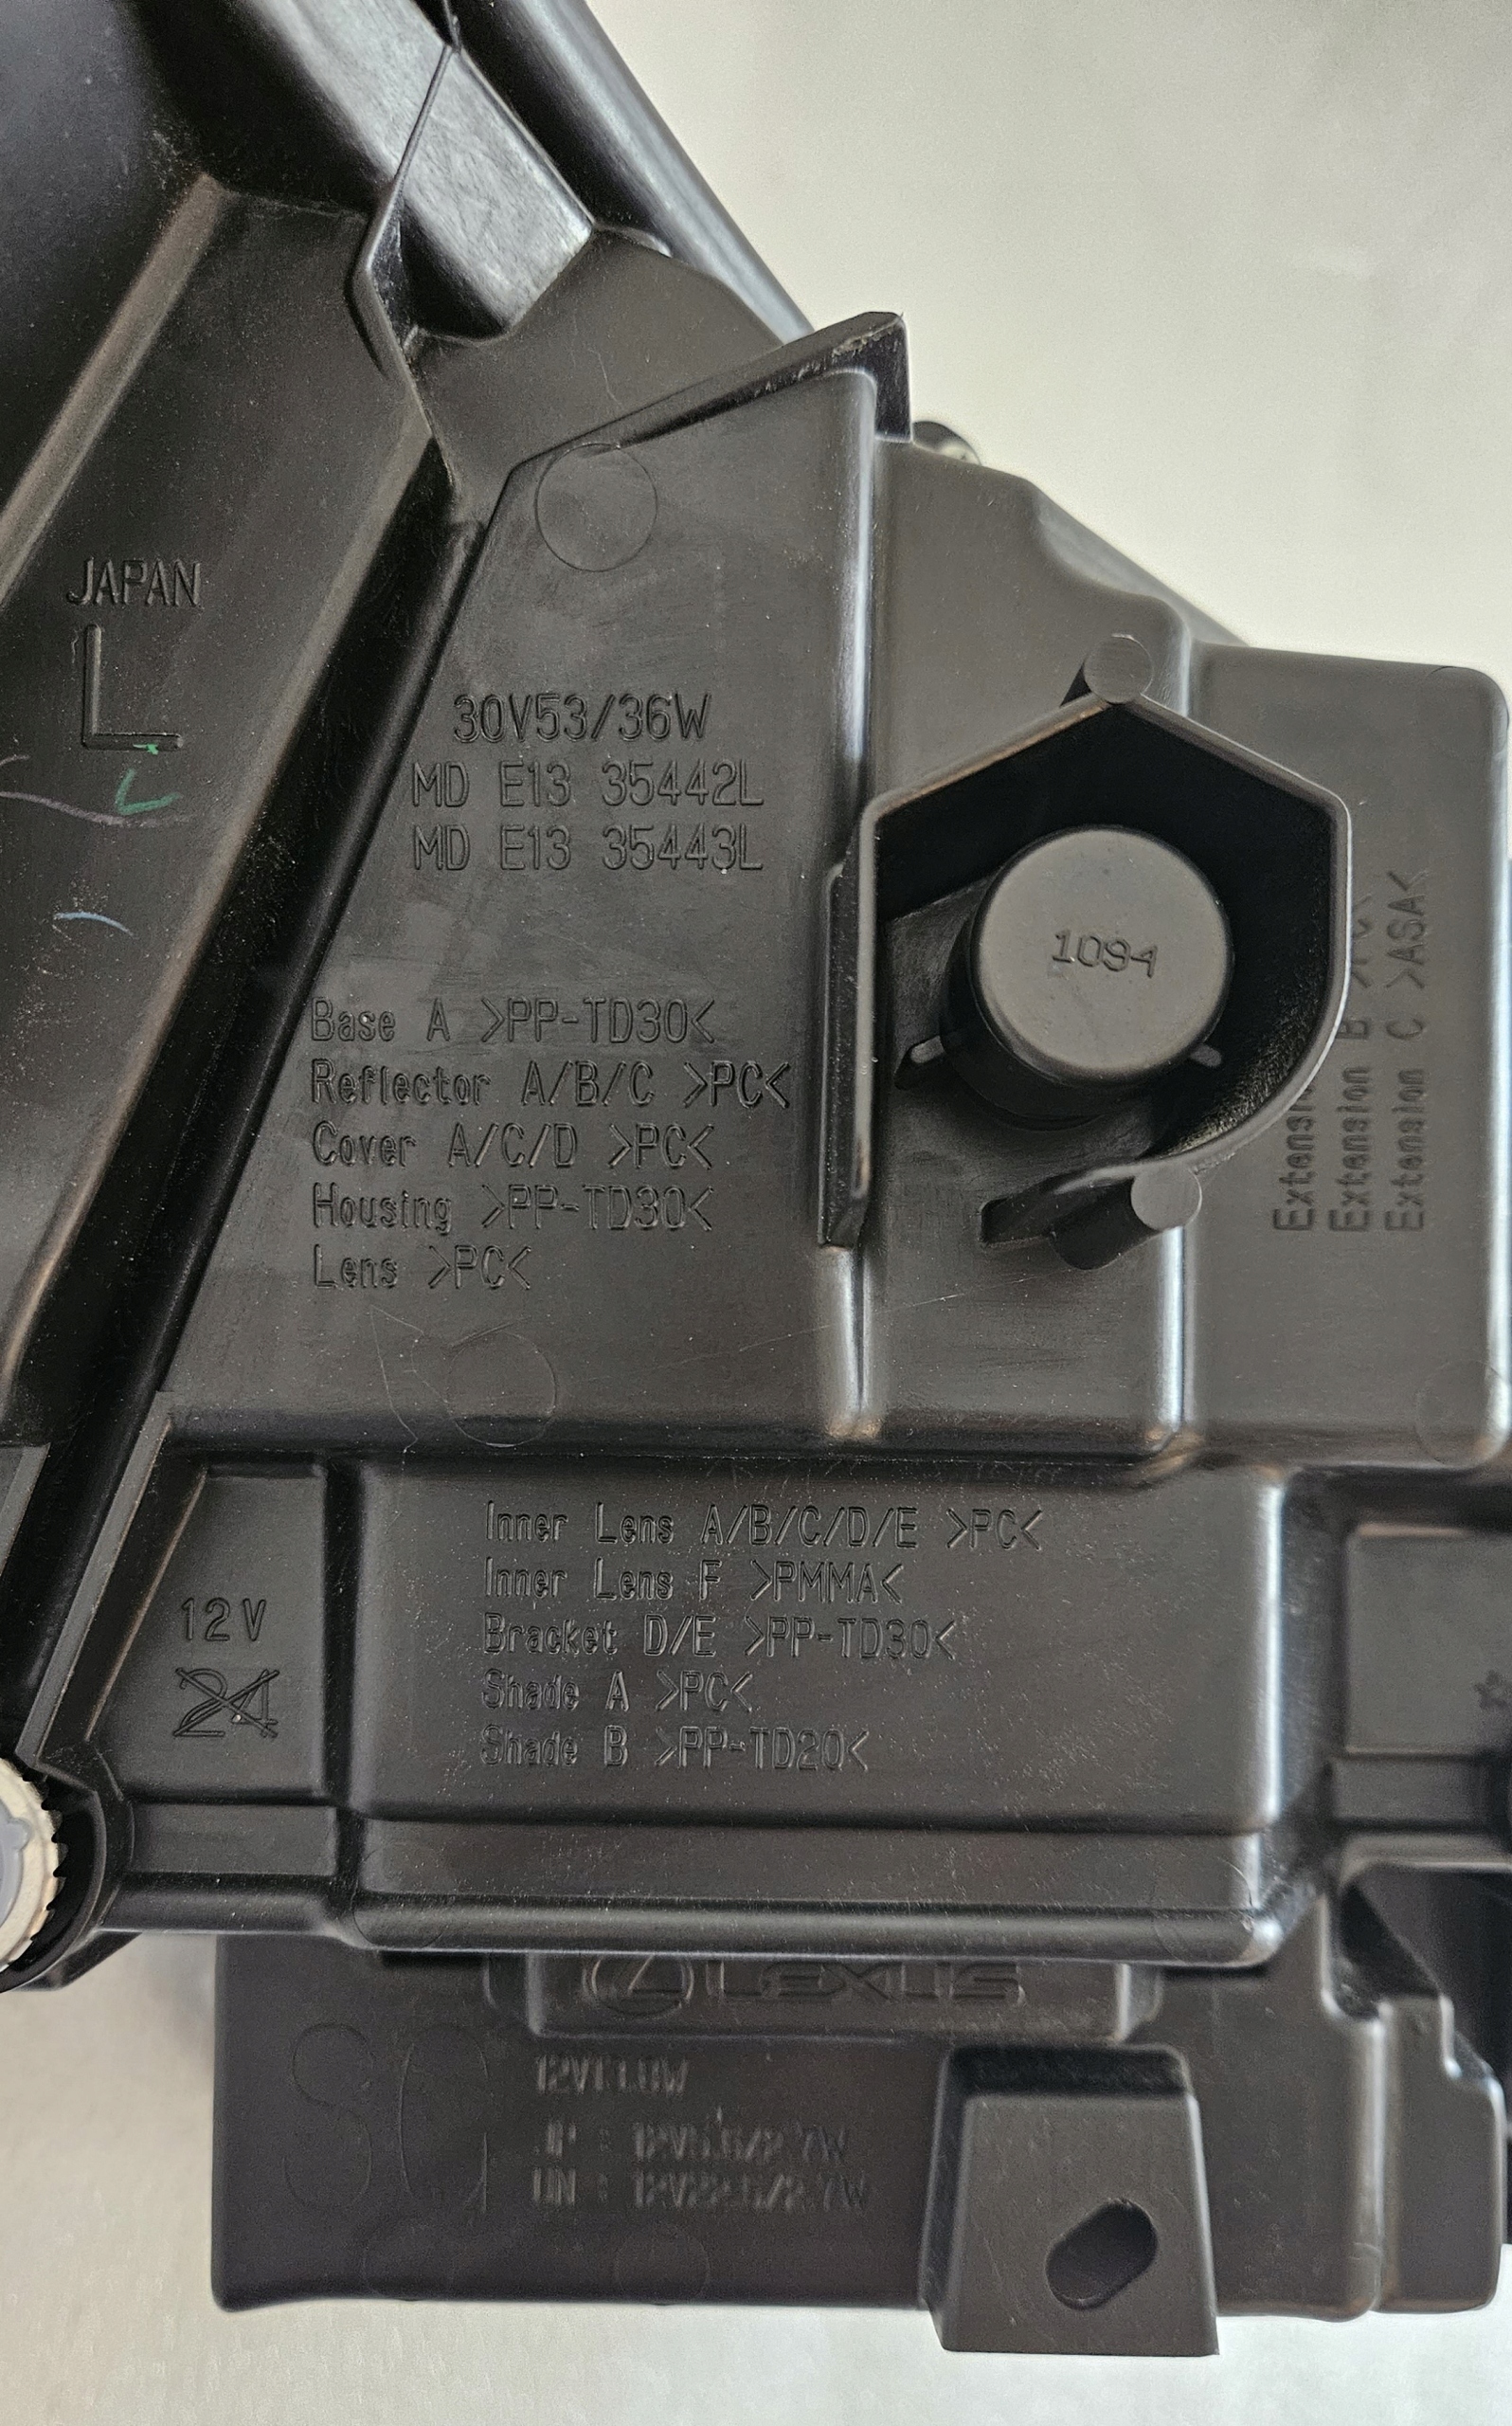 JAPAN
L
L
30V53/36W
MD E13 35442L
MD E13 35443L
1094
Base A >PP-TD30<
Reflector A/B/C >PC<
Cover A/C/D >PC<
Housing >PP-TD30<
Lens >PC<
Extension B
Extension C >ASA<
Inner Lens A/B/C/D/E >PC<
Inner Lens F >PMMA<
Bracket D/E >PP-TD30<
Shade A >PC<
Shade B >PP-TD20<
12V
24
LEXUS
JP :
UN :